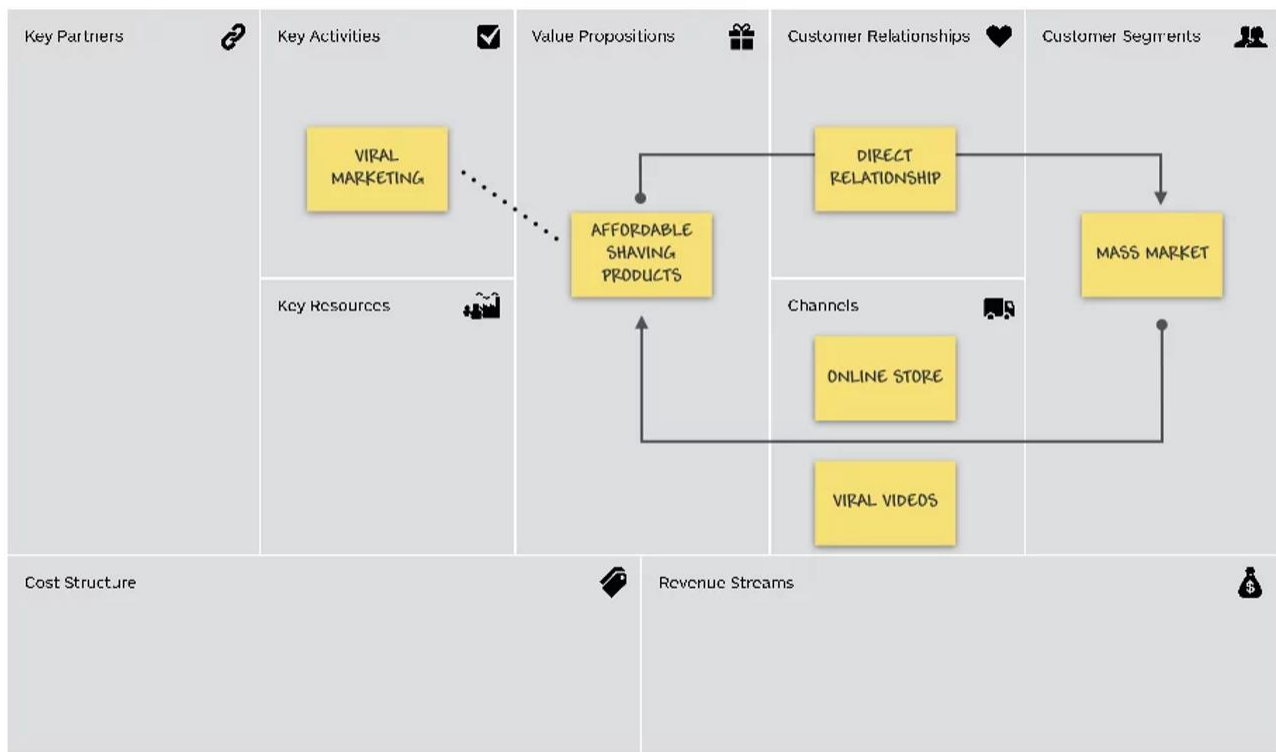 Key Partners
Key Activities
Value Propositions
Customer Relationships
Customer Segments
VIRAL
MARKETING
DIRECT
RELATIONSHIP
AFFORDABLE
SHAVING
PRODUCTS
MASS MARKET
Key Resources
Channels
ONLINE STORE
VIRAL VIDEOS
Cost Structure
Revenue Streams
$